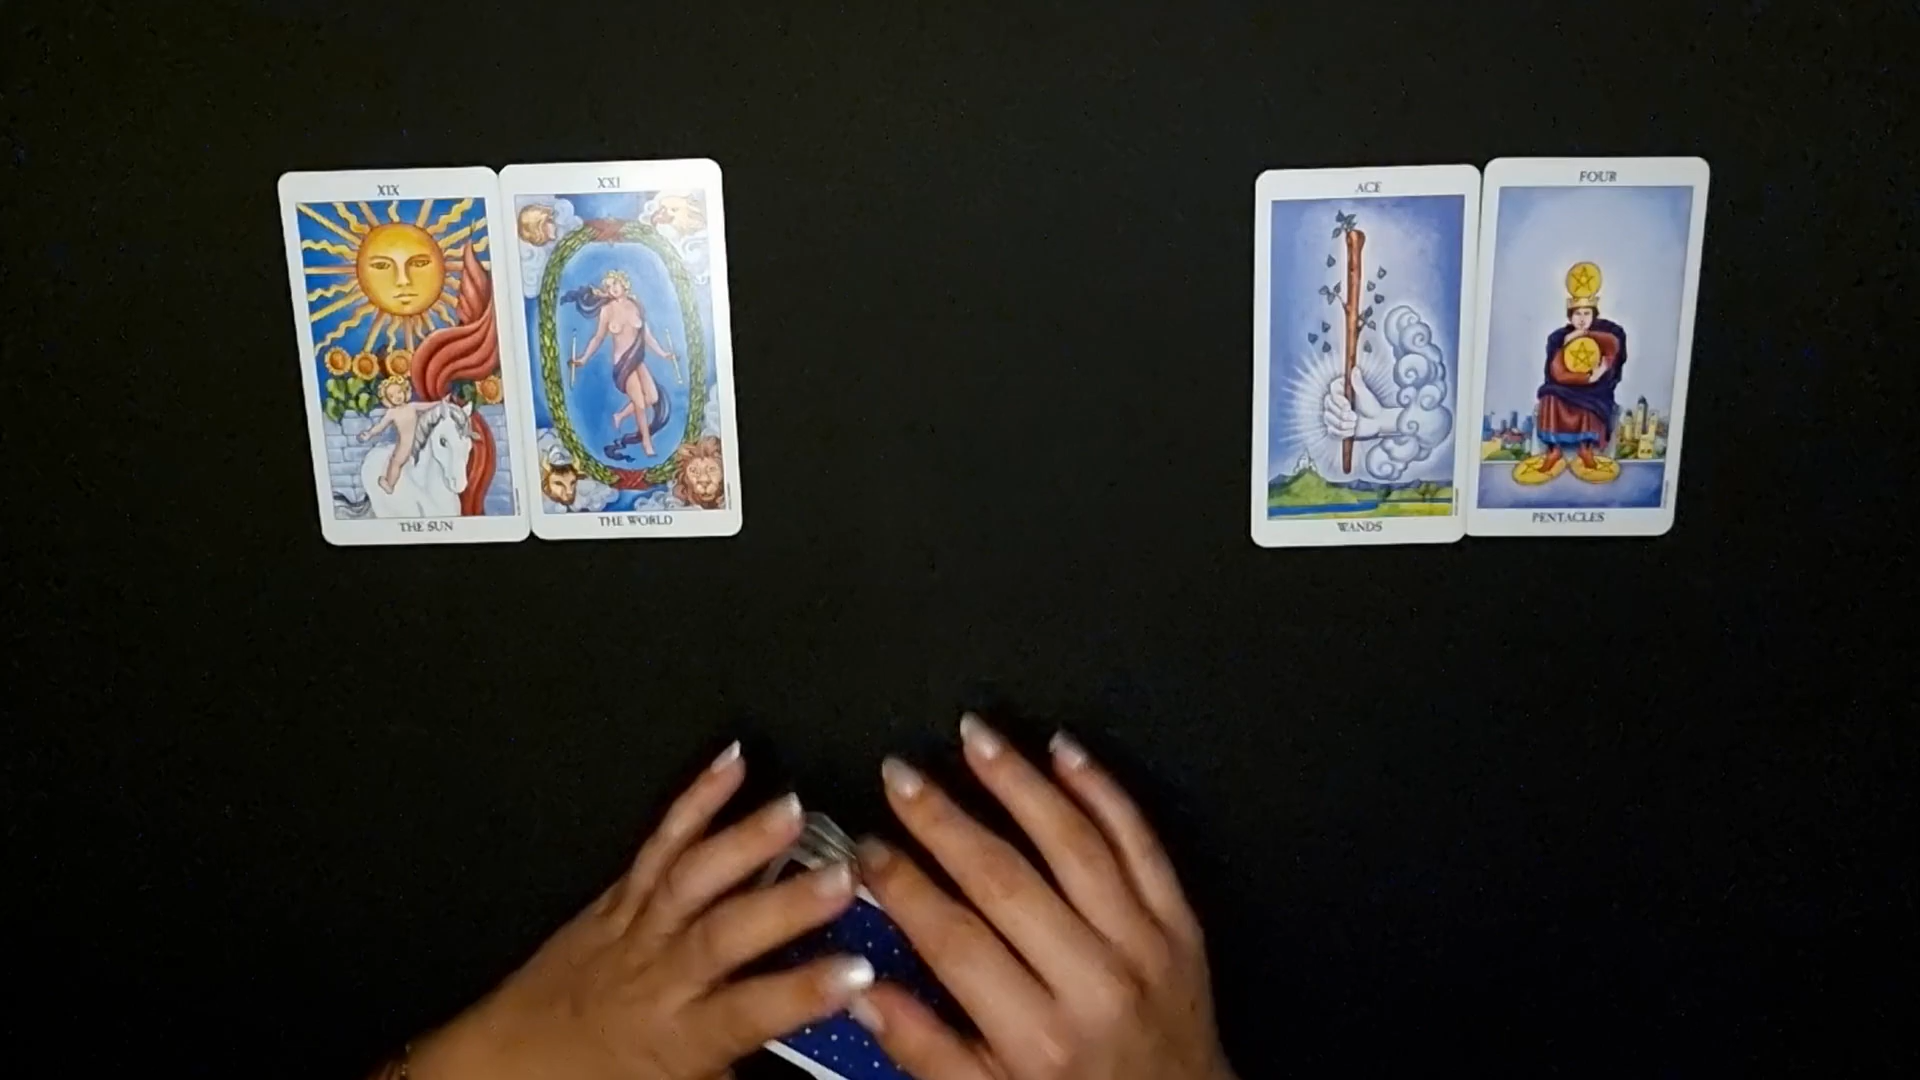 XIX
THE SUN
XXI
THE WORLD
ACE
WANDS
FOUR
PENTACLES